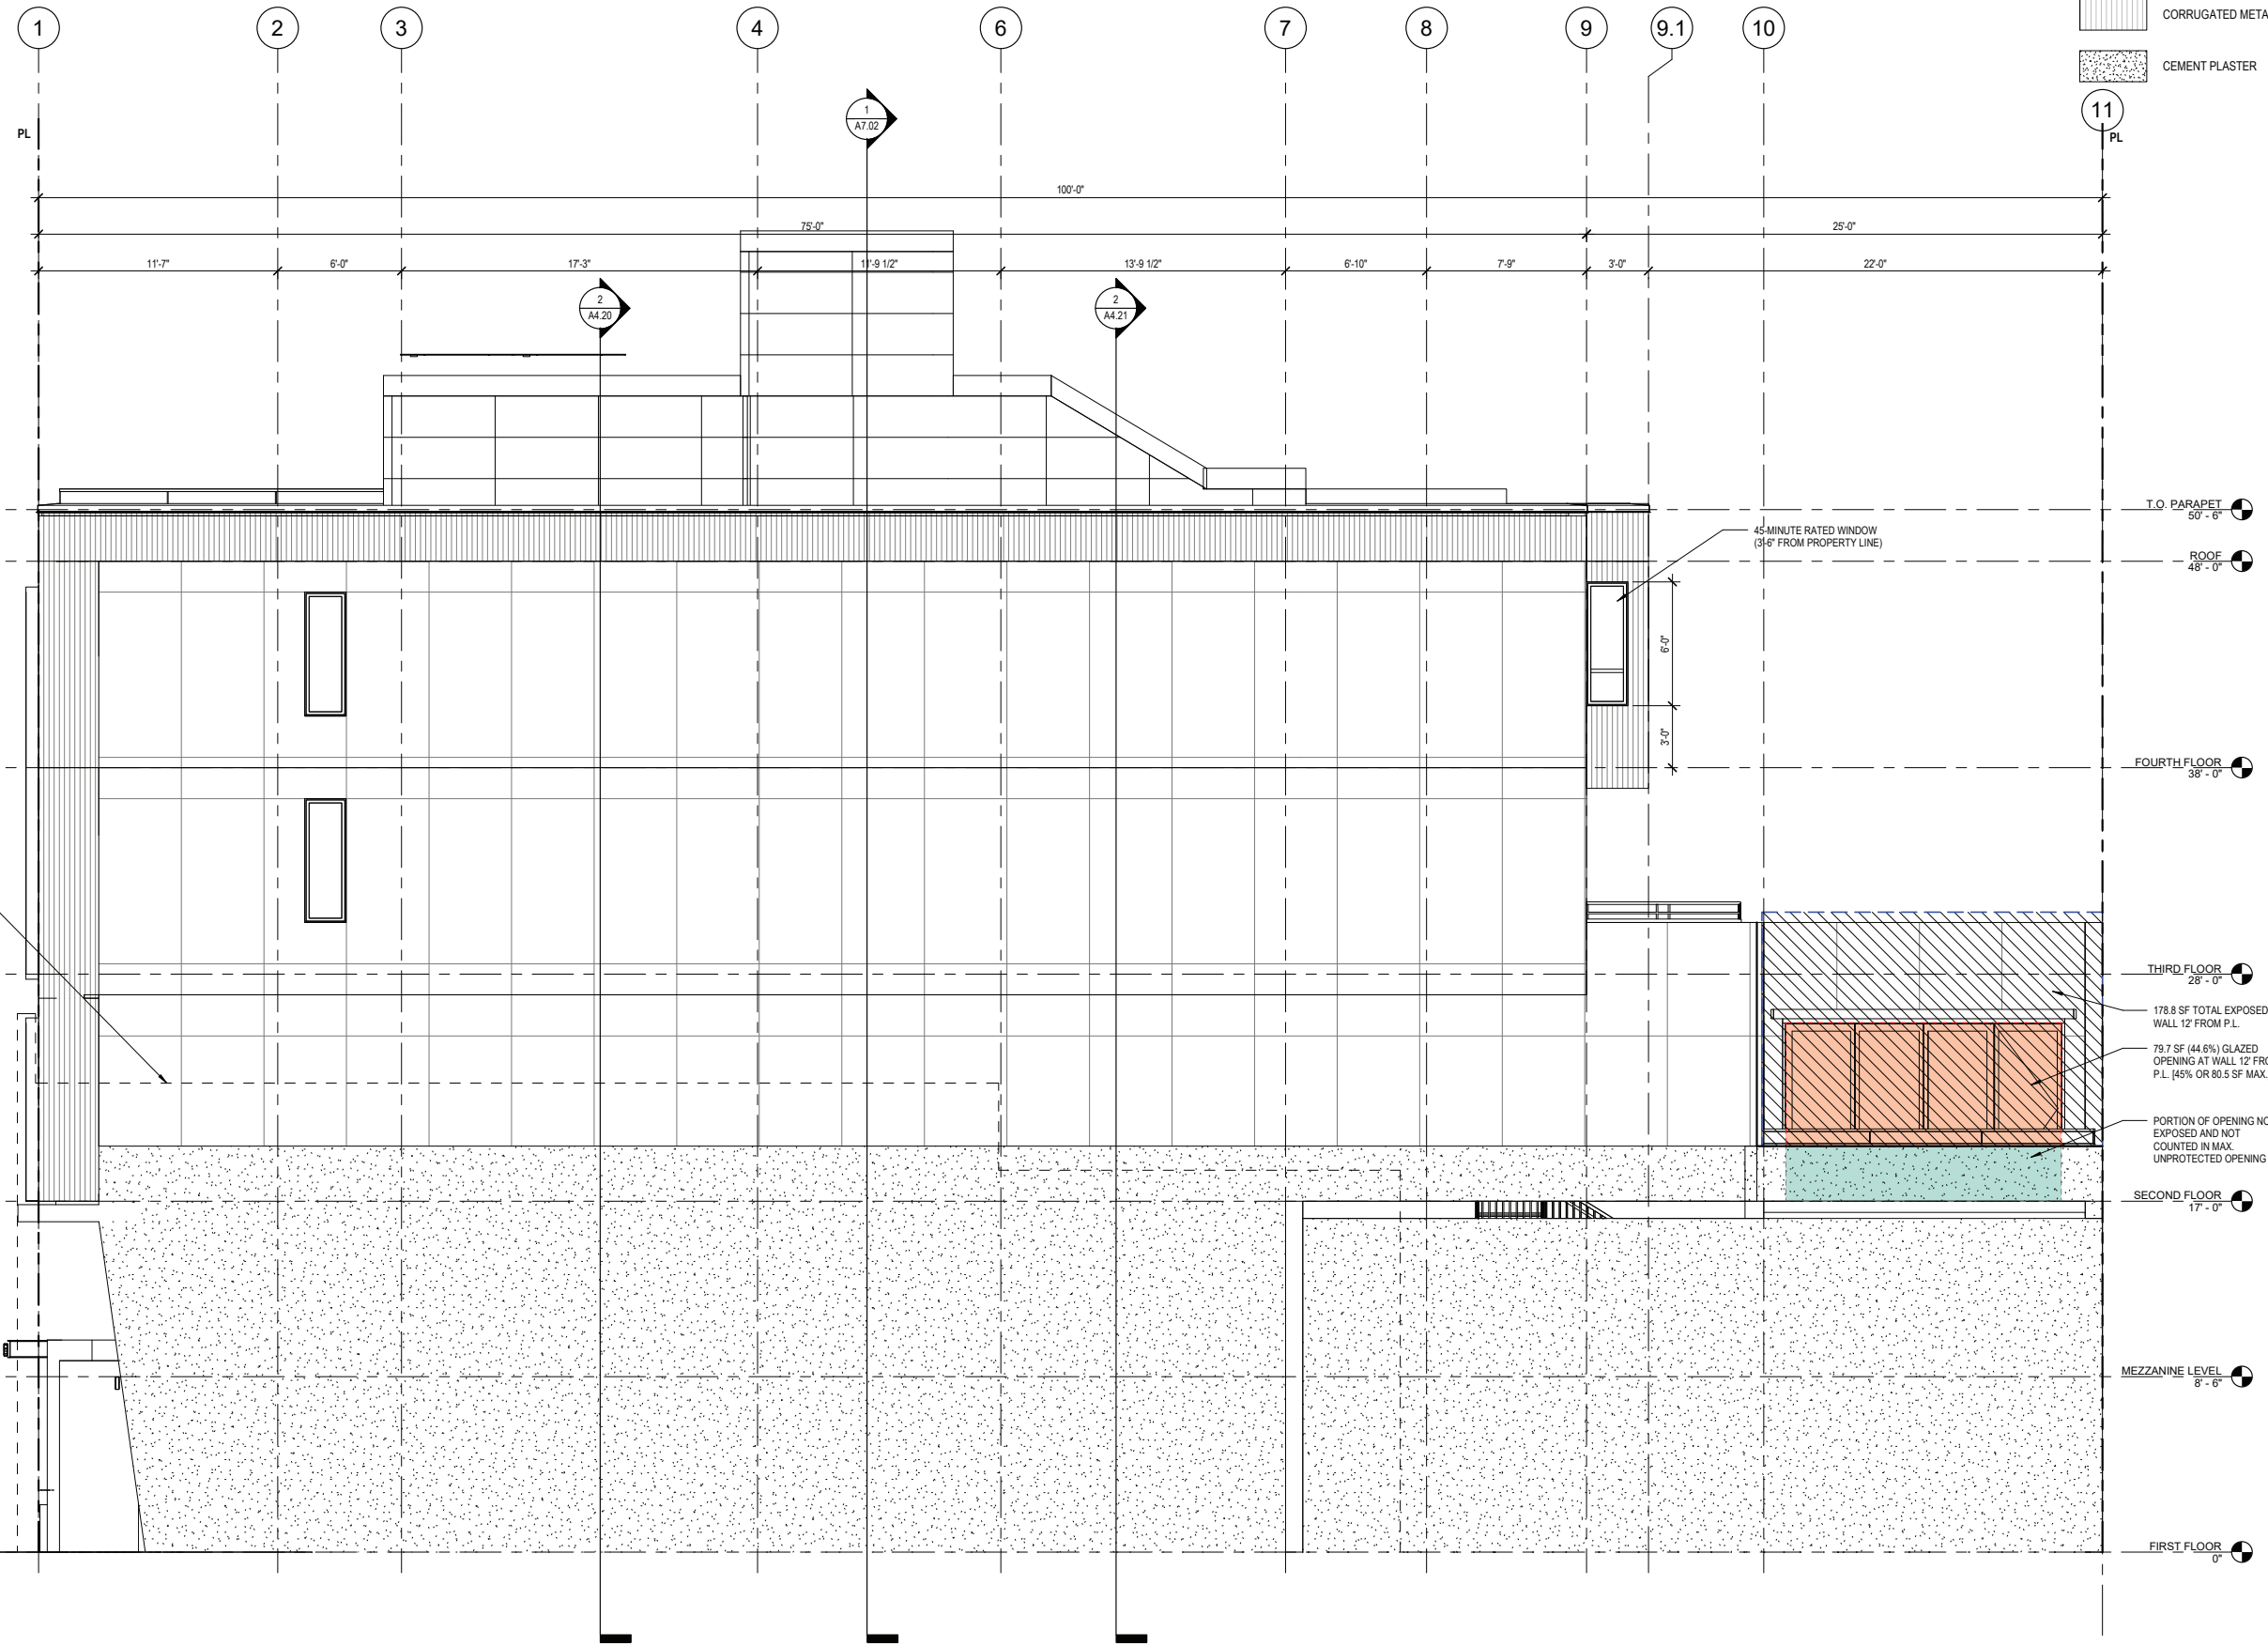 1
2
3
4
6
7
8
9
9.1
10
CORRUGATED META
CEMENT PLASTER
11
PL
PL
1
A7.02
100'-0"
75'-0"
25'-0"
11'-7"
6'-0"
17'-3"
11'-9 1/2"
13'-9 1/2"
6'-10"
7'-9"
3'-0"
22'-0"
2
A4.20
2
A4.21
T.O. PARAPET
50' - 6"
45-MINUTE RATED WINDOW
(3'-6" FROM PROPERTY LINE)
ROOF
48' - 0"
6'-0"
3'-0"
FOURTH FLOOR
38' - 0"
THIRD FLOOR
28' - 0"
178.8 SF TOTAL EXPOSED
WALL 12' FROM P.L.
79.7 SF (44.6%) GLAZED
OPENING AT WALL 12' FRO
P.L. [45% OR 80.5 SF MAX.
PORTION OF OPENING NO
EXPOSED AND NOT
COUNTED IN MAX.
UNPROTECTED OPENING
SECOND FLOOR
17' - 0"
MEZZANINE LEVEL
8' - 6"
FIRST FLOOR
0"